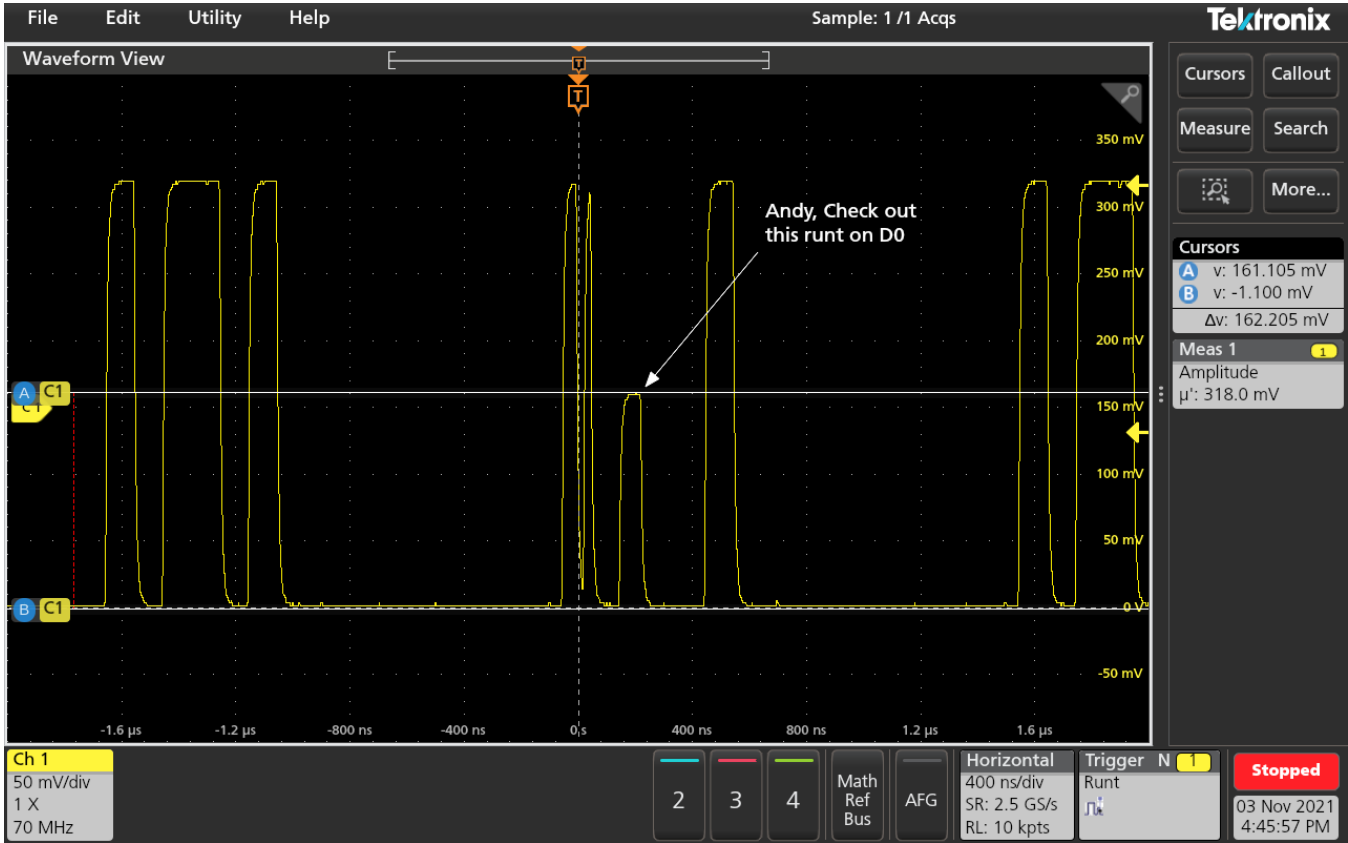 File Edit Utility Help Sample: 1 /1 Acqs Tektronix
Waveform View
T
T
Cursors Callout
Measure Search
More...
350 mV
300 mV
250 mV
200 mV
150 mV
100 mV
50 mV
0 V
-50 mV
Andy, Check out
this runt on D0
A C1
C1
B C1
-1.6 µs -1.2 µs -800 ns -400 ns 0 s 400 ns 800 ns 1.2 µs 1.6 µs
Cursors
A v: 161.105 mV
B v: -1.100 mV
Δv: 162.205 mV
Meas 1 1
Amplitude
µ': 318.0 mV
Ch 1
50 mV/div
1 X
70 MHz
2 3 4
Math
Ref
Bus
AFG
Horizontal
400 ns/div
SR: 2.5 GS/s
RL: 10 kpts
Trigger N 1
Runt
Stopped
03 Nov 2021
4:45:57 PM